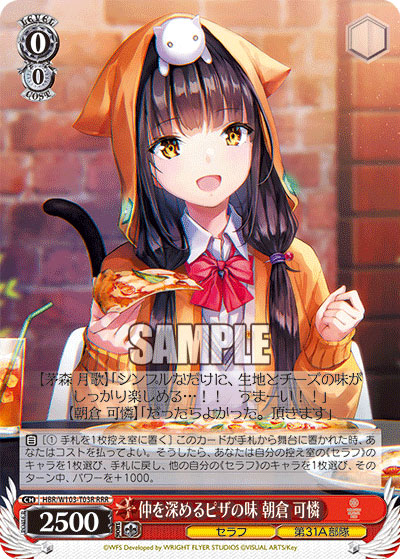 LEVEL
0
0
COST
SAMPLE
【茅森 月歌】「シンプルなだけに、生地とチーズの味が
しっかり楽しめる…!! うまーい!!」
【朝倉 可憐】「だったらよかった。頂きます」
自【① 手札を1枚控え室に置く】このカードが手札から舞台に置かれた時、あ
なたはコストを払ってよい。そうしたら、あなたは自分の控え室の《セラフ》の
キャラを1枚選び、手札に戻し、他の自分の《セラフ》のキャラを1枚選び、そ
のターン中、パワーを+1000。
CH HBR/W103-T03R RRR
2500
仲を深めるピザの味 朝倉 可憐
セラフ 第31A部隊
©WFS Developed by WRIGHT FLYER STUDIOS ©VISUAL ARTS/Key